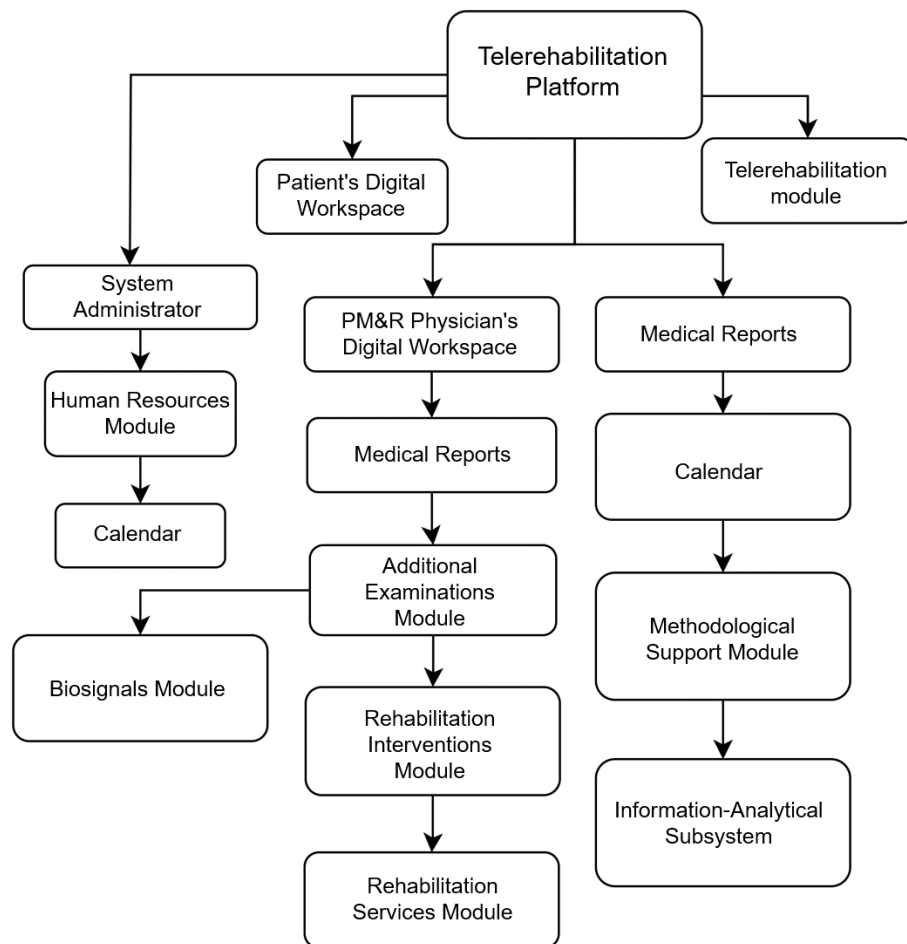 Telerehabilitation
Platform
Patient's Digital
Workspace
Telerehabilitation
module
System
Administrator
PM&R Physician's
Digital Workspace
Medical Reports
Human Resources
Module
Medical Reports
Calendar
Calendar
Additional
Examinations
Module
Methodological
Support Module
Biosignals Module
Rehabilitation
Interventions
Module
Information-Analytical
Subsystem
Rehabilitation
Services Module